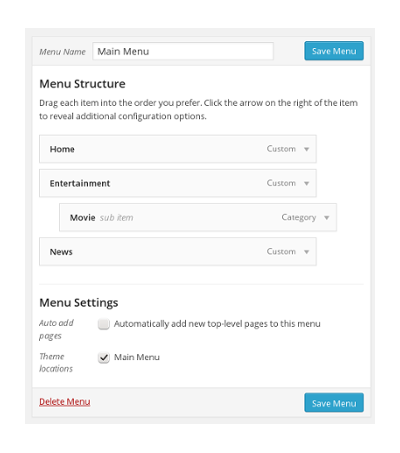 Menu Name Main Menu Save Menu
Menu Structure
Drag each item into the order you prefer. Click the arrow on the right of the item
to reveal additional configuration options.
Home Custom
Entertainment Custom
Movie sub item Category
News Custom
Menu Settings
Auto add Automatically add new top-level pages to this menu
pages
Theme Main Menu
locations
Delete Menu Save Menu